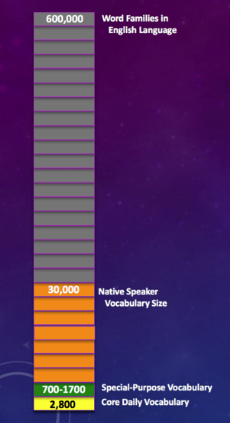 600,000 Word Families in
English Language
30,000 Native Speaker
Vocabulary Size
700-1700 Special-Purpose Vocabulary
2,800 Core Daily Vocabulary